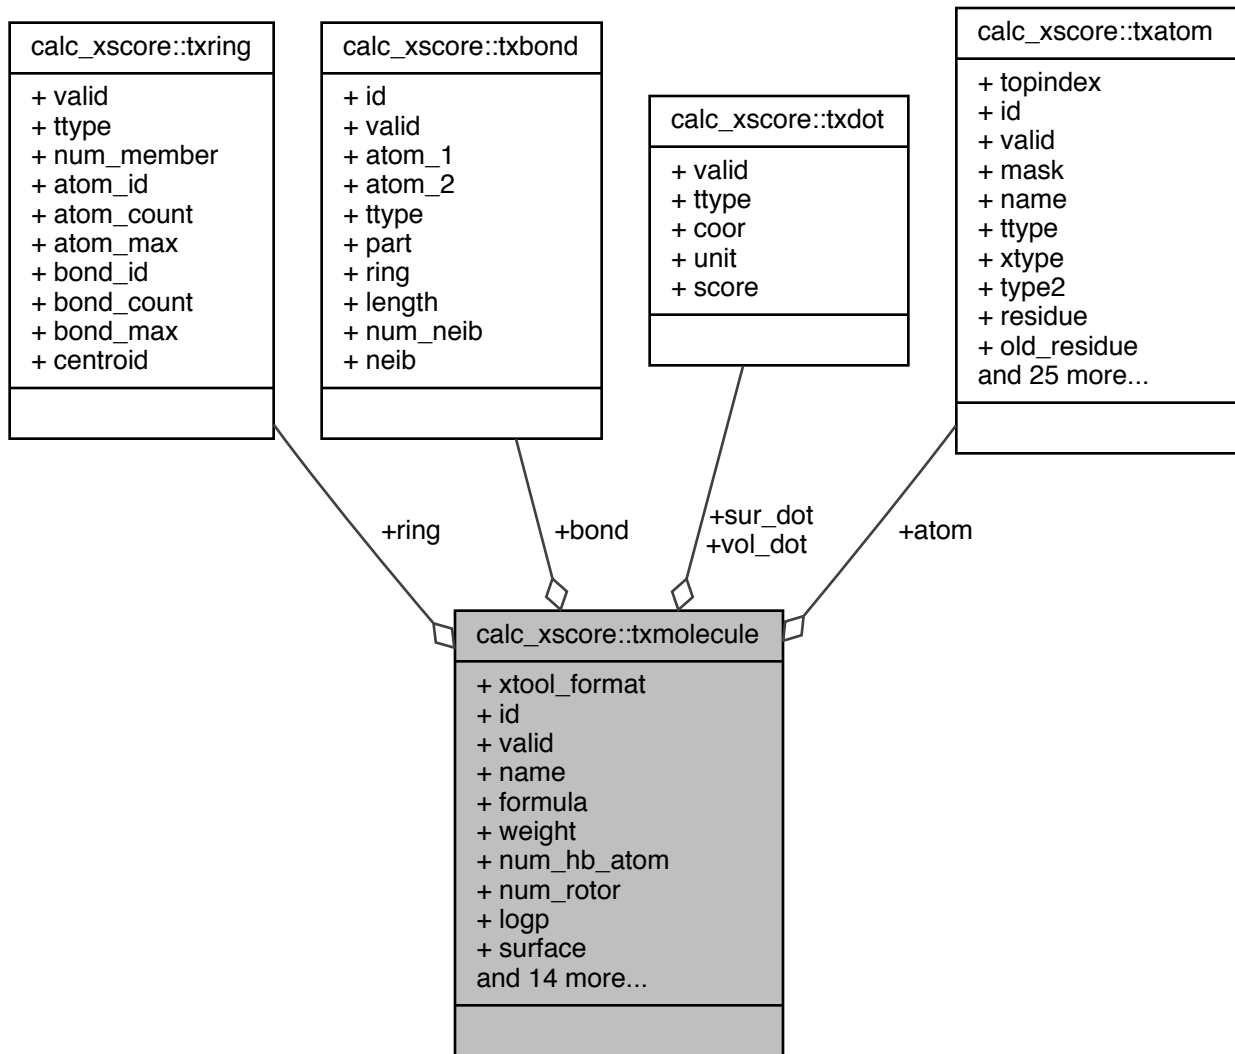 calc_xscore::txring
+ valid
+ ttype
+ num_member
+ atom_id
+ atom_count
+ atom_max
+ bond_id
+ bond_count
+ bond_max
+ centroid
calc_xscore::txbond
+ id
+ valid
+ atom_1
+ atom_2
+ ttype
+ part
+ ring
+ length
+ num_neib
+ neib
calc_xscore::txdot
+ valid
+ ttype
+ coor
+ unit
+ score
calc_xscore::txatom
+ topindex
+ id
+ valid
+ mask
+ name
+ ttype
+ xtype
+ type2
+ residue
+ old_residue
and 25 more...
+ring
+bond
+sur_dot
+vol_dot
+atom
calc_xscore::txmolecule
+ xtool_format
+ id
+ valid
+ name
+ formula
+ weight
+ num_hb_atom
+ num_rotor
+ logp
+ surface
and 14 more...